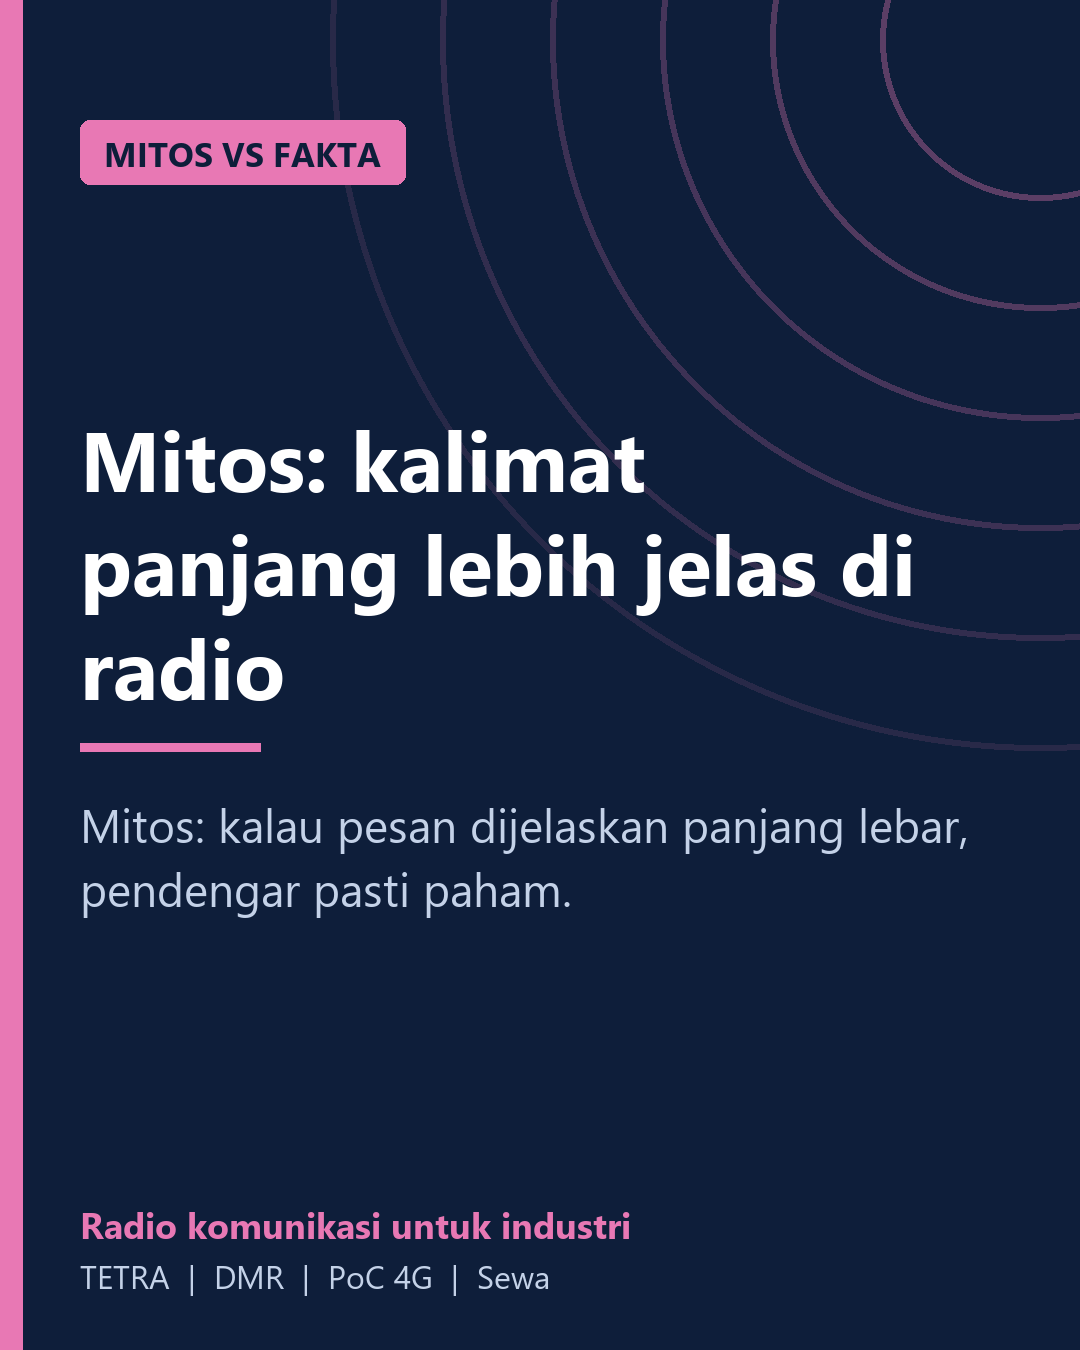 MITOS VS FAKTA
Mitos: kalimat
panjang lebih jelas di
radio
Mitos: kalau pesan dijelaskan panjang lebar,
pendengar pasti paham.
Radio komunikasi untuk industri
TETRA | DMR | PoC 4G | Sewa